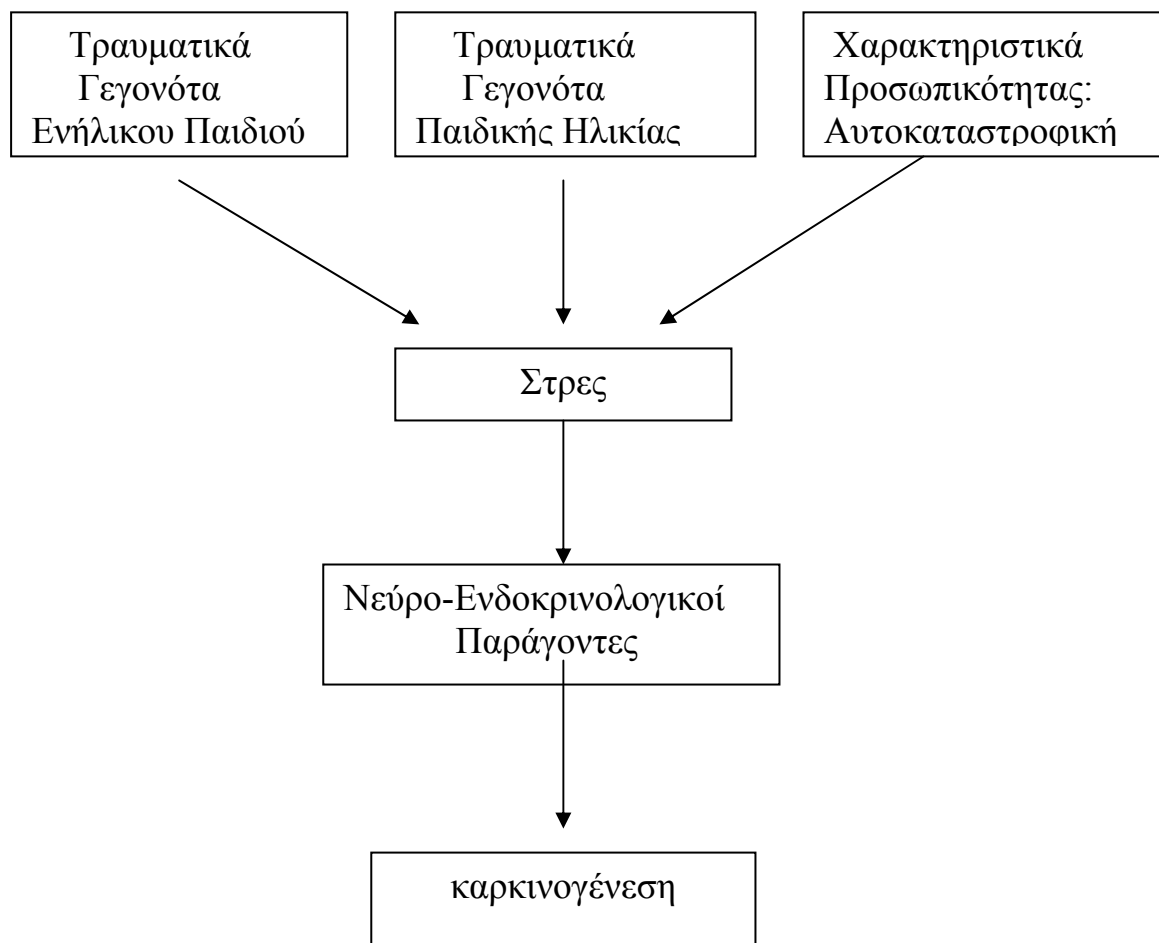 Τραυματικά
Γεγονότα
Ενήλικου Παιδιού
Τραυματικά
Γεγονότα
Παιδικής Ηλικίας
Χαρακτηριστικά
Προσωπικότητας:
Αυτοκαταστροφική
Στρες
Νεύρο-Ενδοκρινολογικοί
Παράγοντες
καρκινογένεση